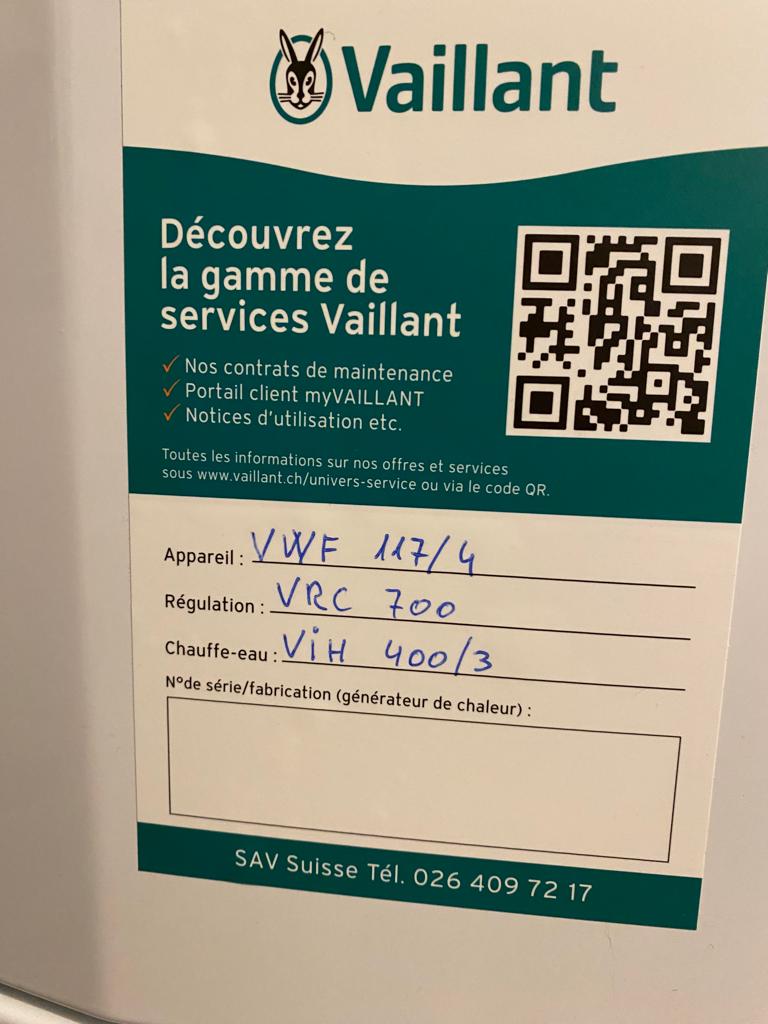 Vaillant
Découvrez
la gamme de
services Vaillant
✓ Nos contrats de maintenance
✓ Portail client myVAILLANT
✓ Notices d'utilisation etc.
Toutes les informations sur nos offres et services
sous www.vaillant.ch/univers-service ou via le code QR.
Appareil : VWF 117/4
Régulation : VRC 700
Chauffe-eau : ViH 400/3
N°de série/fabrication (générateur de chaleur) :
SAV Suisse Tél. 026 409 72 17